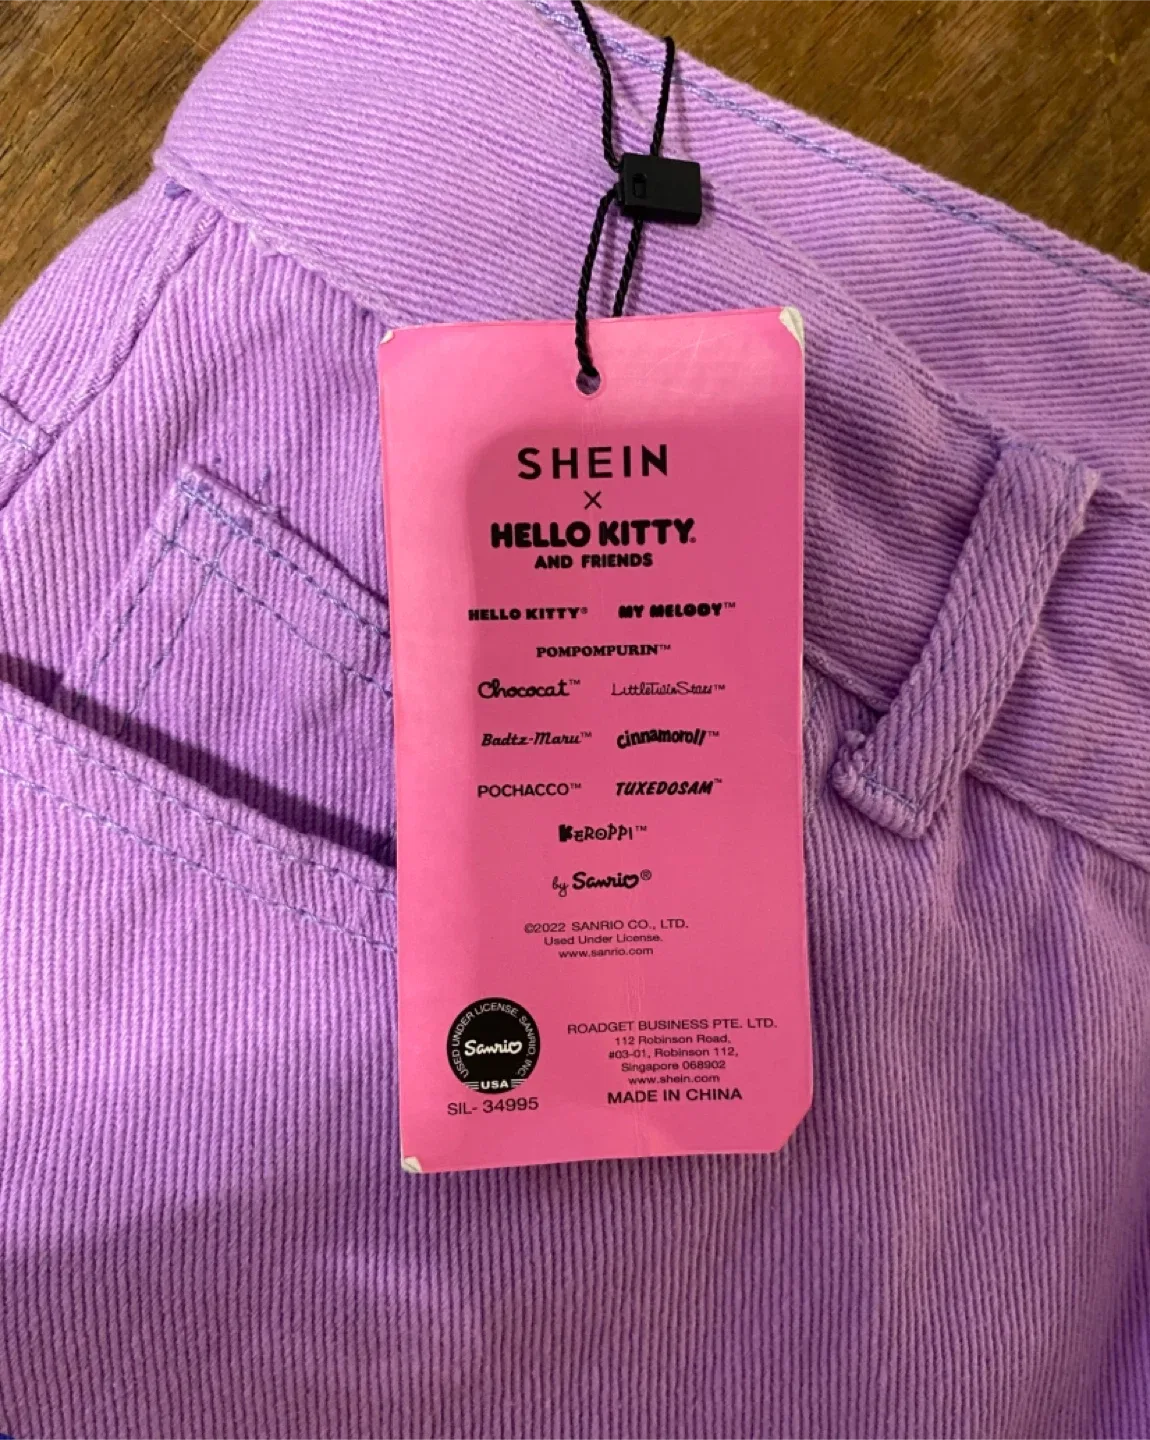 SHEIN
X
HELLO KITTY®
AND FRIENDS
HELLO KITTY® MY MELODY™
POMPOMPURIN™
Chococat™ LittleTwinStars™
Badtz-Maru™ cinnamoroll™
POCHACCO™ TUXEDOSAM™
KEROPPI™
by Sanrio®
©2022 SANRIO CO., LTD.
Used Under License.
www.sanrio.com
USED UNDER LICENSE, SANRIO, INC.
Sanrio
USA
SIL- 34995
ROADGET BUSINESS PTE. LTD.
112 Robinson Road,
#03-01, Robinson 112,
Singapore 068902
www.shein.com
MADE IN CHINA